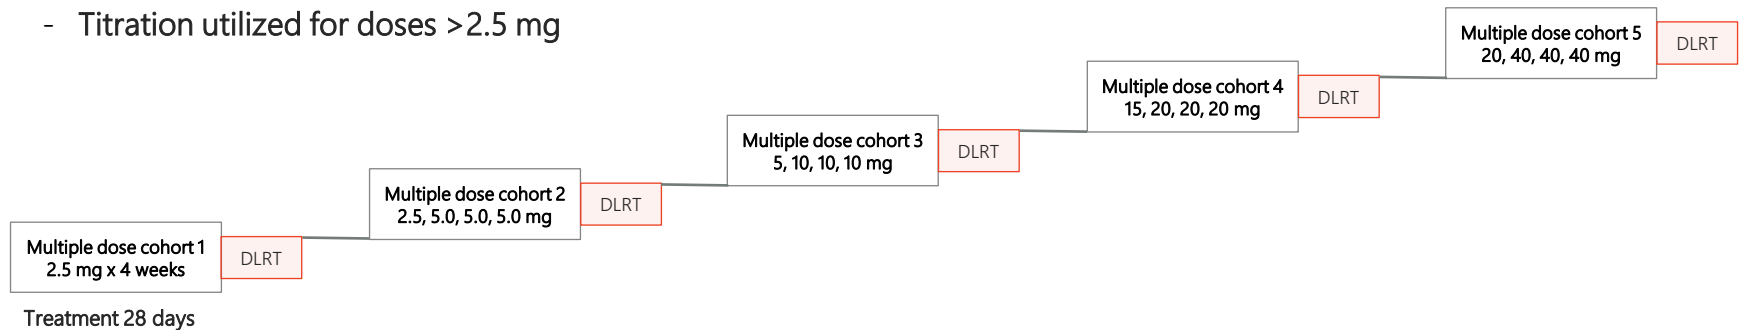 - Titration utilized for doses >2.5 mg
Multiple dose cohort 1
2.5 mg x 4 weeks
DLRT
Multiple dose cohort 2
2.5, 5.0, 5.0, 5.0 mg
DLRT
Multiple dose cohort 3
5, 10, 10, 10 mg
DLRT
Multiple dose cohort 4
15, 20, 20, 20 mg
DLRT
Multiple dose cohort 5
20, 40, 40, 40 mg
DLRT
Treatment 28 days